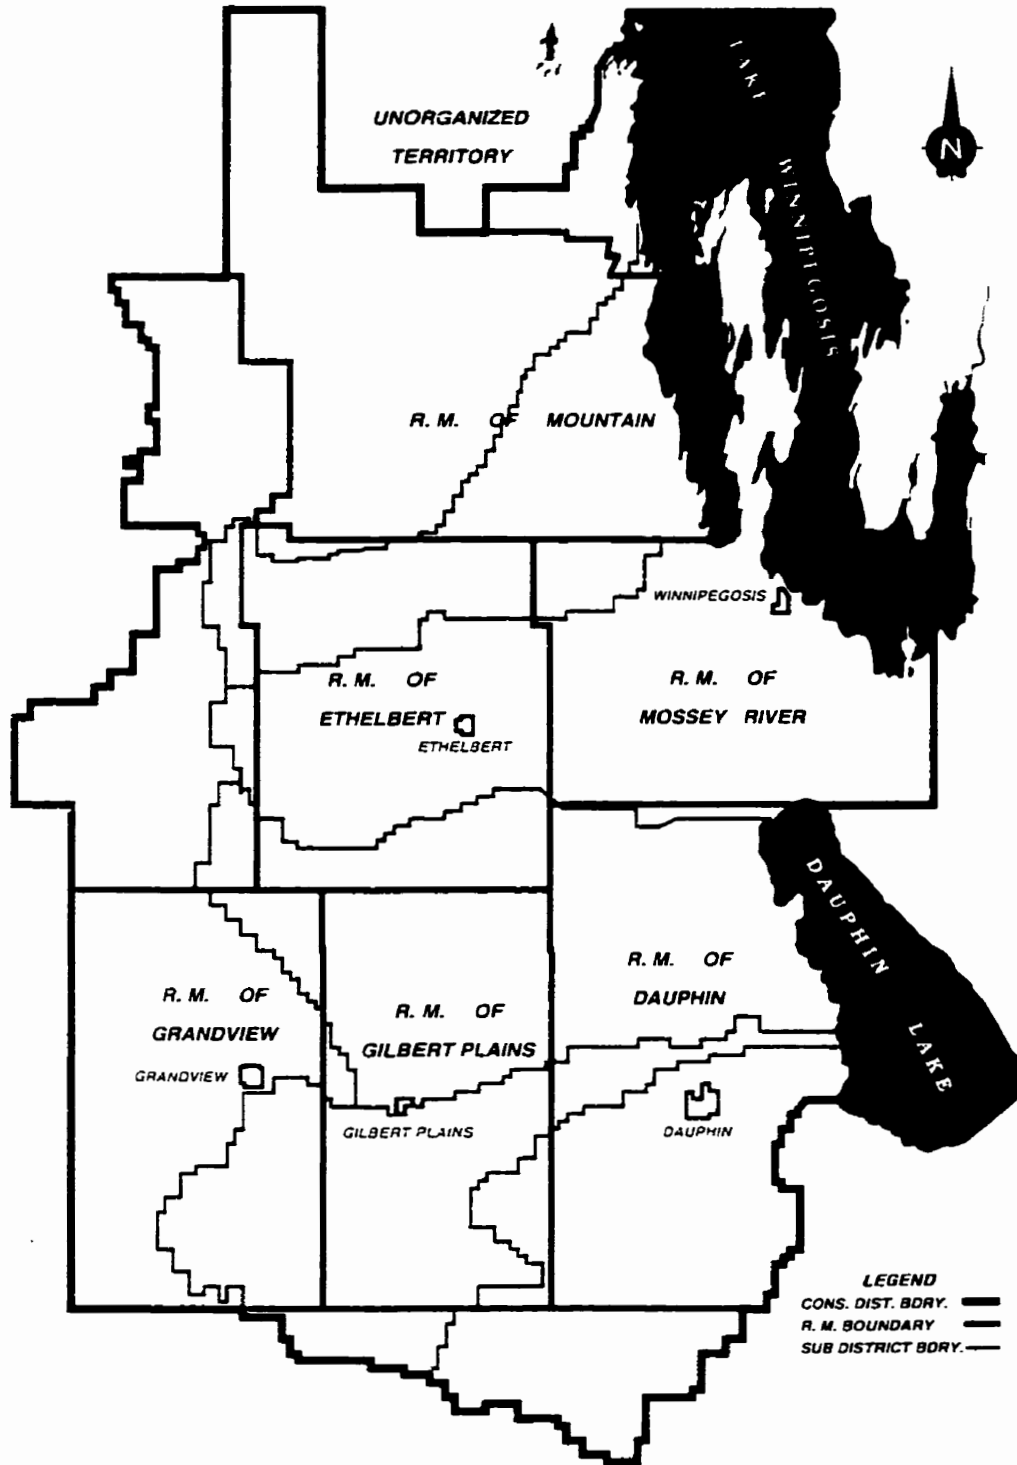 LAKE WINNIPEGOSIS
N
UNORGANIZED
TERRITORY
R. M. OF MOUNTAIN
WINNIPEGOSIS
R. M. OF
ETHELBERT
ETHELBERT
R. M. OF
MOSSEY RIVER
DAUPHIN LAKE
R. M. OF
DAUPHIN
R. M. OF
GRANDVIEW
R. M. OF
GILBERT PLAINS
GRANDVIEW
GILBERT PLAINS
DAUPHIN
LEGEND
CONS. DIST. BDRY.
R. M. BOUNDARY
SUB DISTRICT BDRY.